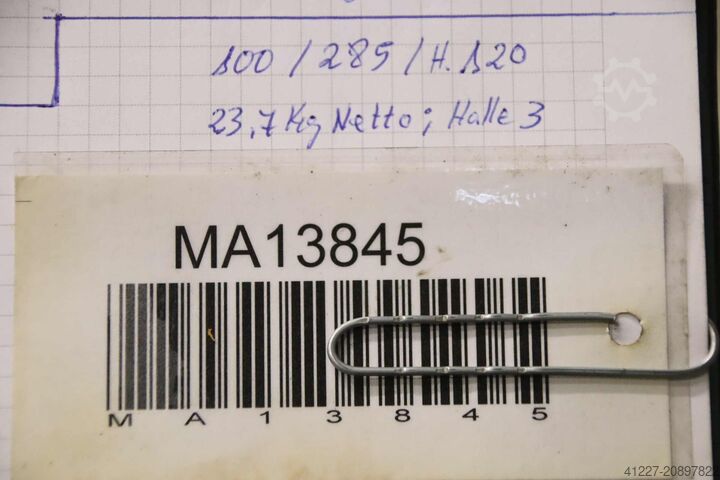 100 / 285 / H. 120
23,7 Kg Netto; Halle 3
MA13845
M A 1 3 8 4 5
41227-2089782